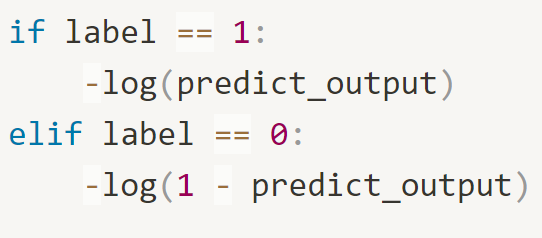 if label == 1:
    -log(predict_output)
elif label == 0:
    -log(1 - predict_output)